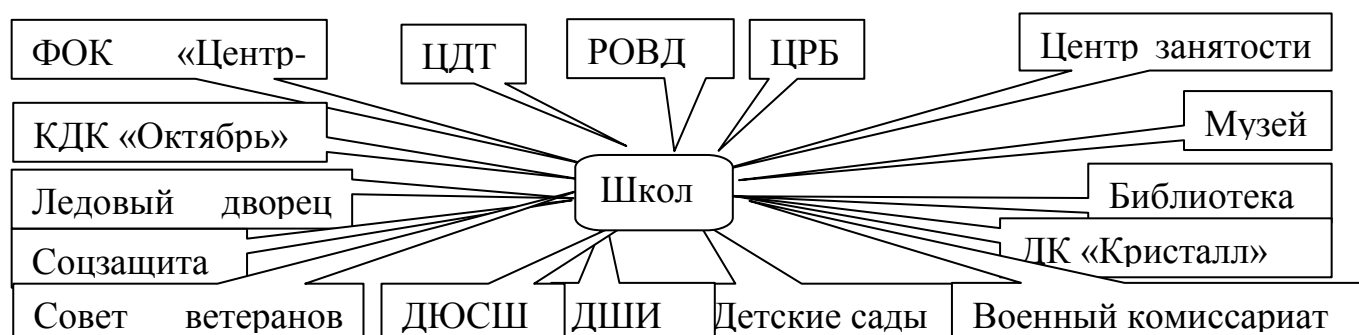 ФОК «Центр-
ЦДТ
РОВД
ЦРБ
Центр занятости
КДК «Октябрь»
Музей
Школ
Ледовый дворец
Библиотека
Соцзащита
ДК «Кристалл»
Совет ветеранов
ДЮСШ
ДШИ
Детские сады
Военный комиссариат